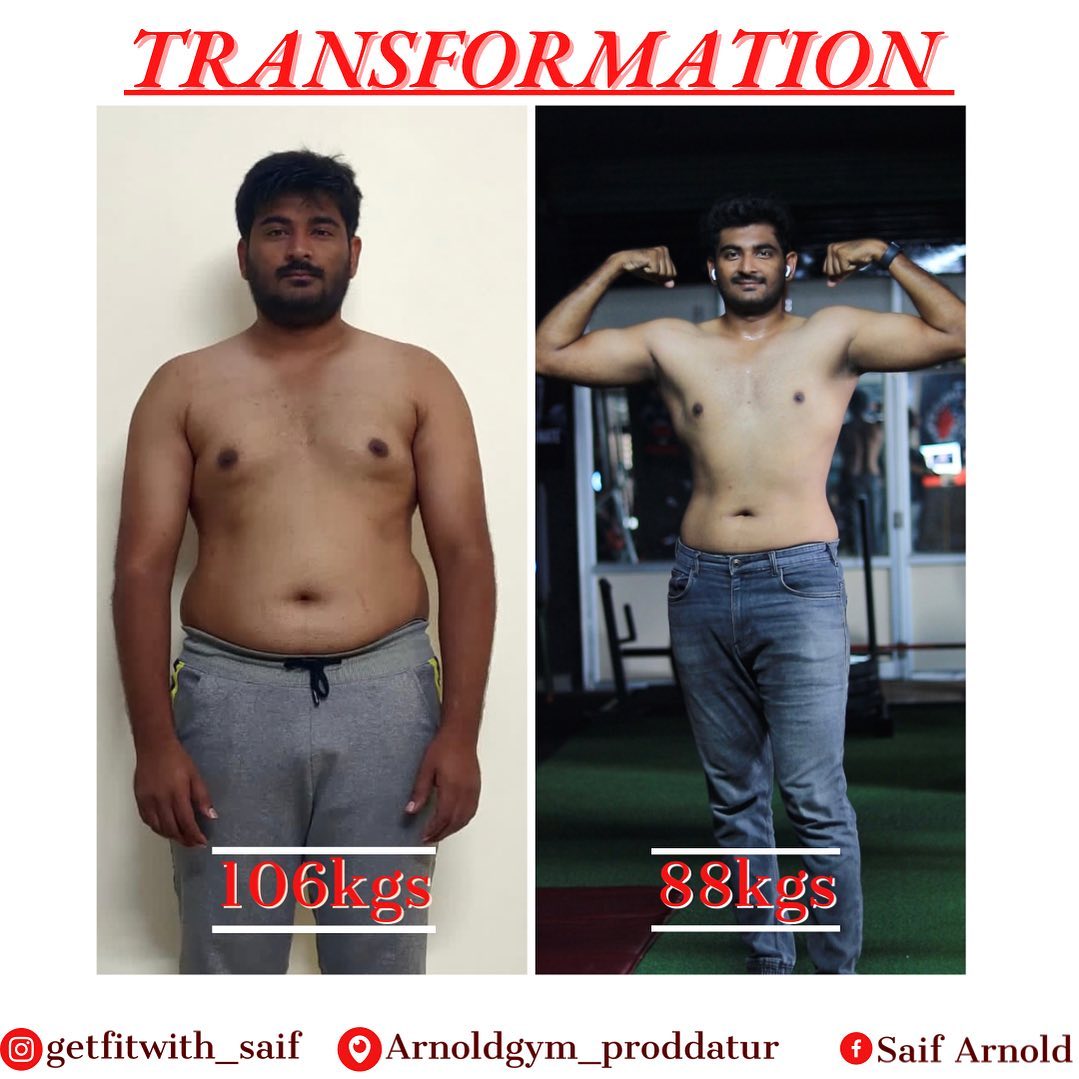 TRANSFORMATION
106kgs
88kgs
getfitwith_saif
Arnoldgym_proddatur
Saif Arnold